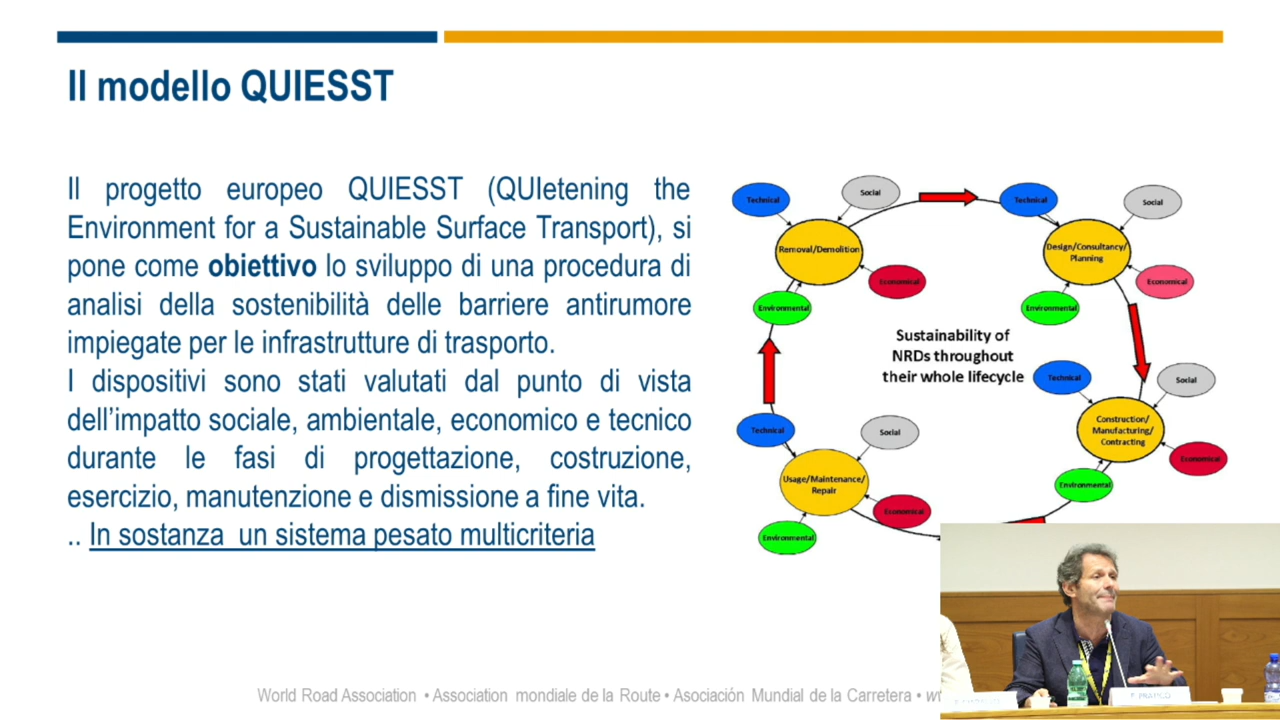 Il modello QUIESST
Il progetto europeo QUIESST (QUIetening the
Environment for a Sustainable Surface Transport), si
pone come obiettivo lo sviluppo di una procedura di
analisi della sostenibilità delle barriere antirumore
impiegate per le infrastrutture di trasporto.
I dispositivi sono stati valutati dal punto di vista
dell'impatto sociale, ambientale, economico e tecnico
durante le fasi di progettazione, costruzione,
esercizio, manutenzione e dismissione a fine vita.
.. In sostanza un sistema pesato multicriteria
Technical
Social
Removal/Demolition
Economical
Environmental
Technical
Social
Design/Consultancy/
Planning
Economical
Environmental
Sustainability of
NRDs throughout
their whole lifecycle
Technical
Social
Construction/
Manufacturing/
Contracting
Economical
Environmental
Technical
Social
Usage/Maintenance/
Repair
Economical
Environmental
World Road Association • Association mondiale de la Route • Asociación Mundial de la Carretera •